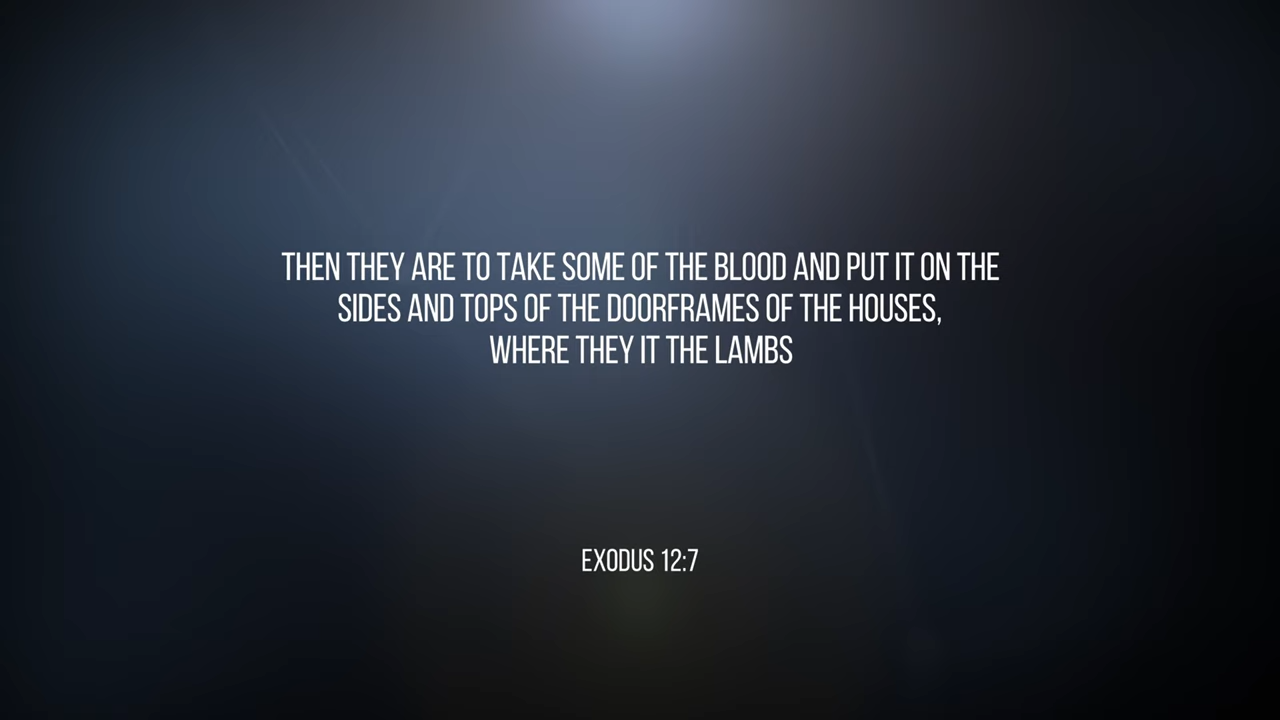 THEN THEY ARE TO TAKE SOME OF THE BLOOD AND PUT IT ON THE
SIDES AND TOPS OF THE DOORFRAMES OF THE HOUSES,
WHERE THEY IT THE LAMBS
EXODUS 12:7